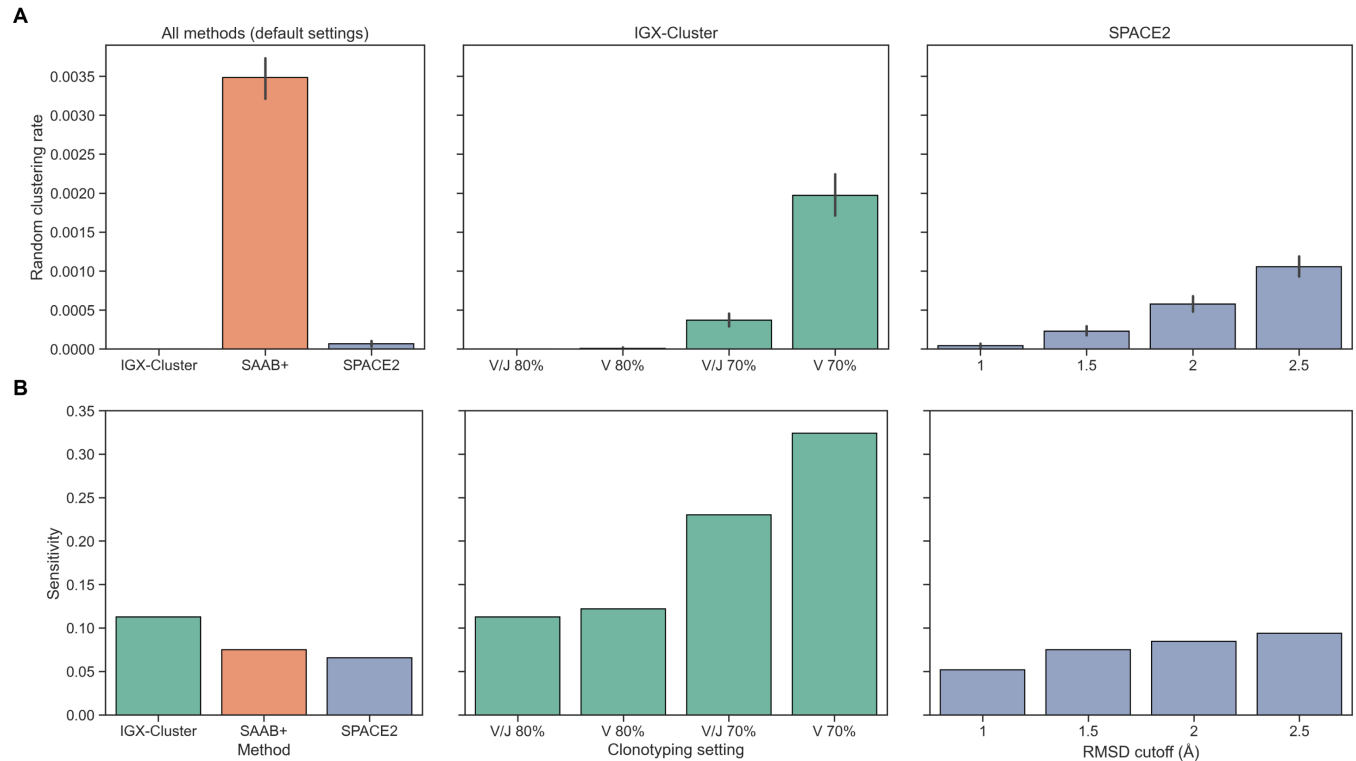 A
All methods (default settings)
IGX-Cluster
SPACE2
Random clustering rate
0.0035
0.0030
0.0025
0.0020
0.0015
0.0010
0.0005
0.0000
IGX-Cluster SAAB+ SPACE2
V/J 80% V 80% V/J 70% V 70%
1 1.5 2 2.5
B
Sensitivity
0.35
0.30
0.25
0.20
0.15
0.10
0.05
0.00
IGX-Cluster SAAB+ SPACE2
Method
V/J 80% V 80% V/J 70% V 70%
Clonotyping setting
1 1.5 2 2.5
RMSD cutoff (Å)